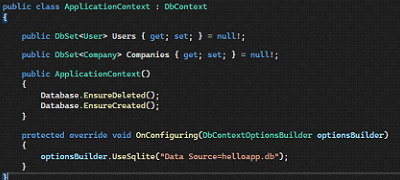 public class ApplicationContext : DbContext
{
public DbSet<User> Users { get; set; } = null!;
public DbSet<Company> Companies { get; set; } = null!;
public ApplicationContext()
{
Database.EnsureDeleted();
Database.EnsureCreated();
}
protected override void OnConfiguring(DbContextOptionsBuilder optionsBuilder)
{
optionsBuilder.UseSqlite("Data Source=helloapp.db");
}
}